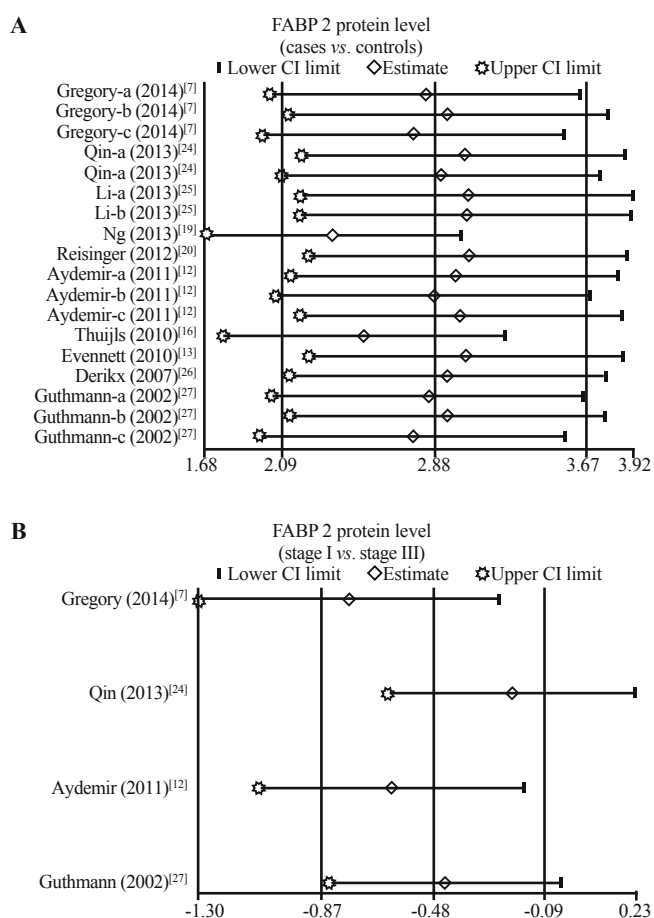 A
FABP 2 protein level
(cases vs. controls)
Lower CI limit Estimate Upper CI limit
Gregory-a (2014)[7]
Gregory-b (2014)[7]
Gregory-c (2014)[7]
Qin-a (2013)[24]
Qin-a (2013)[24]
Li-a (2013)[25]
Li-b (2013)[25]
Ng (2013)[19]
Reisinger (2012)[20]
Aydemir-a (2011)[12]
Aydemir-b (2011)[12]
Aydemir-c (2011)[12]
Thuijls (2010)[16]
Evennett (2010)[13]
Derikx (2007)[26]
Guthmann-a (2002)[27]
Guthmann-b (2002)[27]
Guthmann-c (2002)[27]
1.68 2.09 2.88 3.67 3.92
B
FABP 2 protein level
(stage I vs. stage III)
Lower CI limit Estimate Upper CI limit
Gregory (2014)[7]
Qin (2013)[24]
Aydemir (2011)[12]
Guthmann (2002)[27]
-1.30 -0.87 -0.48 -0.09 0.23